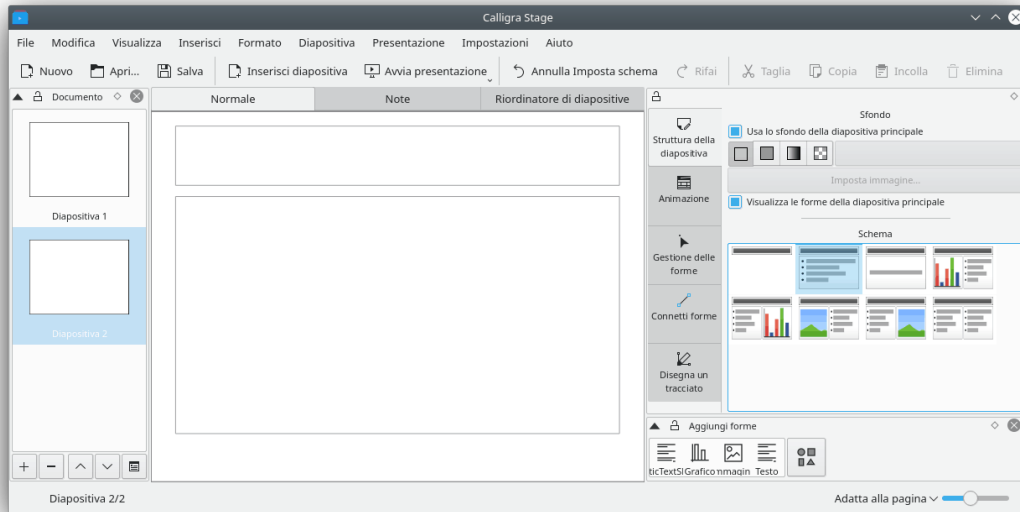 Calligra Stage
File Modifica Visualizza Inserisci Formato Diapositiva Presentazione Impostazioni Aiuto
Nuovo Apri... Salva Inserisci diapositiva Avvia presentazione Annulla Imposta schema Rifai Taglia Copia Incolla Elimina
Documento
Normale Note Riordinatore di diapositive
Diapositiva 1
Diapositiva 2
Struttura della
diapositiva
Animazione
Gestione delle
forme
Connetti forme
Disegna un
tracciato
Sfondo
Usa lo sfondo della diapositiva principale
Imposta immagine...
Visualizza le forme della diapositiva principale
Schema
Aggiungi forme
ticTextSl Grafico nmagin Testo
Diapositiva 2/2
Adatta alla pagina